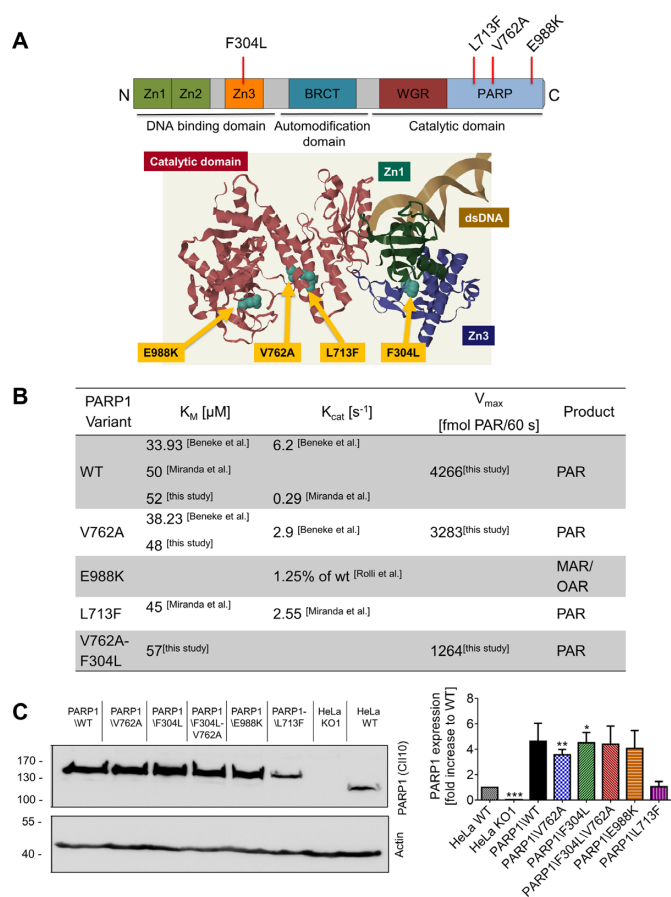 A
F304L
L713F
V762A
E988K
N
Zn1
Zn2
Zn3
BRCT
WGR
PARP
C
DNA binding domain
Automodification
domain
Catalytic domain
Catalytic domain
Zn1
dsDNA
E988K
V762A
L713F
F304L
Zn3
B
PARP1
Variant
KM [µM]
Kcat [s-1]
Vmax
[fmol PAR/60 s]
Product
WT
33.93 [Beneke et al.]
50 [Miranda et al.]
52 [this study]
6.2 [Beneke et al.]
0.29 [Miranda et al.]
4266[this study]
PAR
V762A
38.23 [Beneke et al.]
48 [this study]
2.9 [Beneke et al.]
3283[this study]
PAR
E988K
1.25% of wt [Rolli et al.]
MAR/
OAR
L713F
45 [Miranda et al.]
2.55 [Miranda et al.]
PAR
V762A-
F304L
57[this study]
1264[this study]
PAR
C
PARP1
\WT
PARP1
\V762A
PARP1
\F304L
PARP1
\F304L-
V762A
PARP1
\E988K
PARP1-
\L713F
HeLa
KO1
HeLa
WT
170 -
130 -
100 -
PARP1 (CII10)
55 -
40 -
Actin
PARP1 expression
[fold increase to WT]
8
6
4
2
0
***
**
*
HeLa WT
HeLa KO1
PARP1\WT
PARP1\V762A
PARP1\F304L
PARP1\F304L\V762A
PARP1\E988K
PARP1\L713F